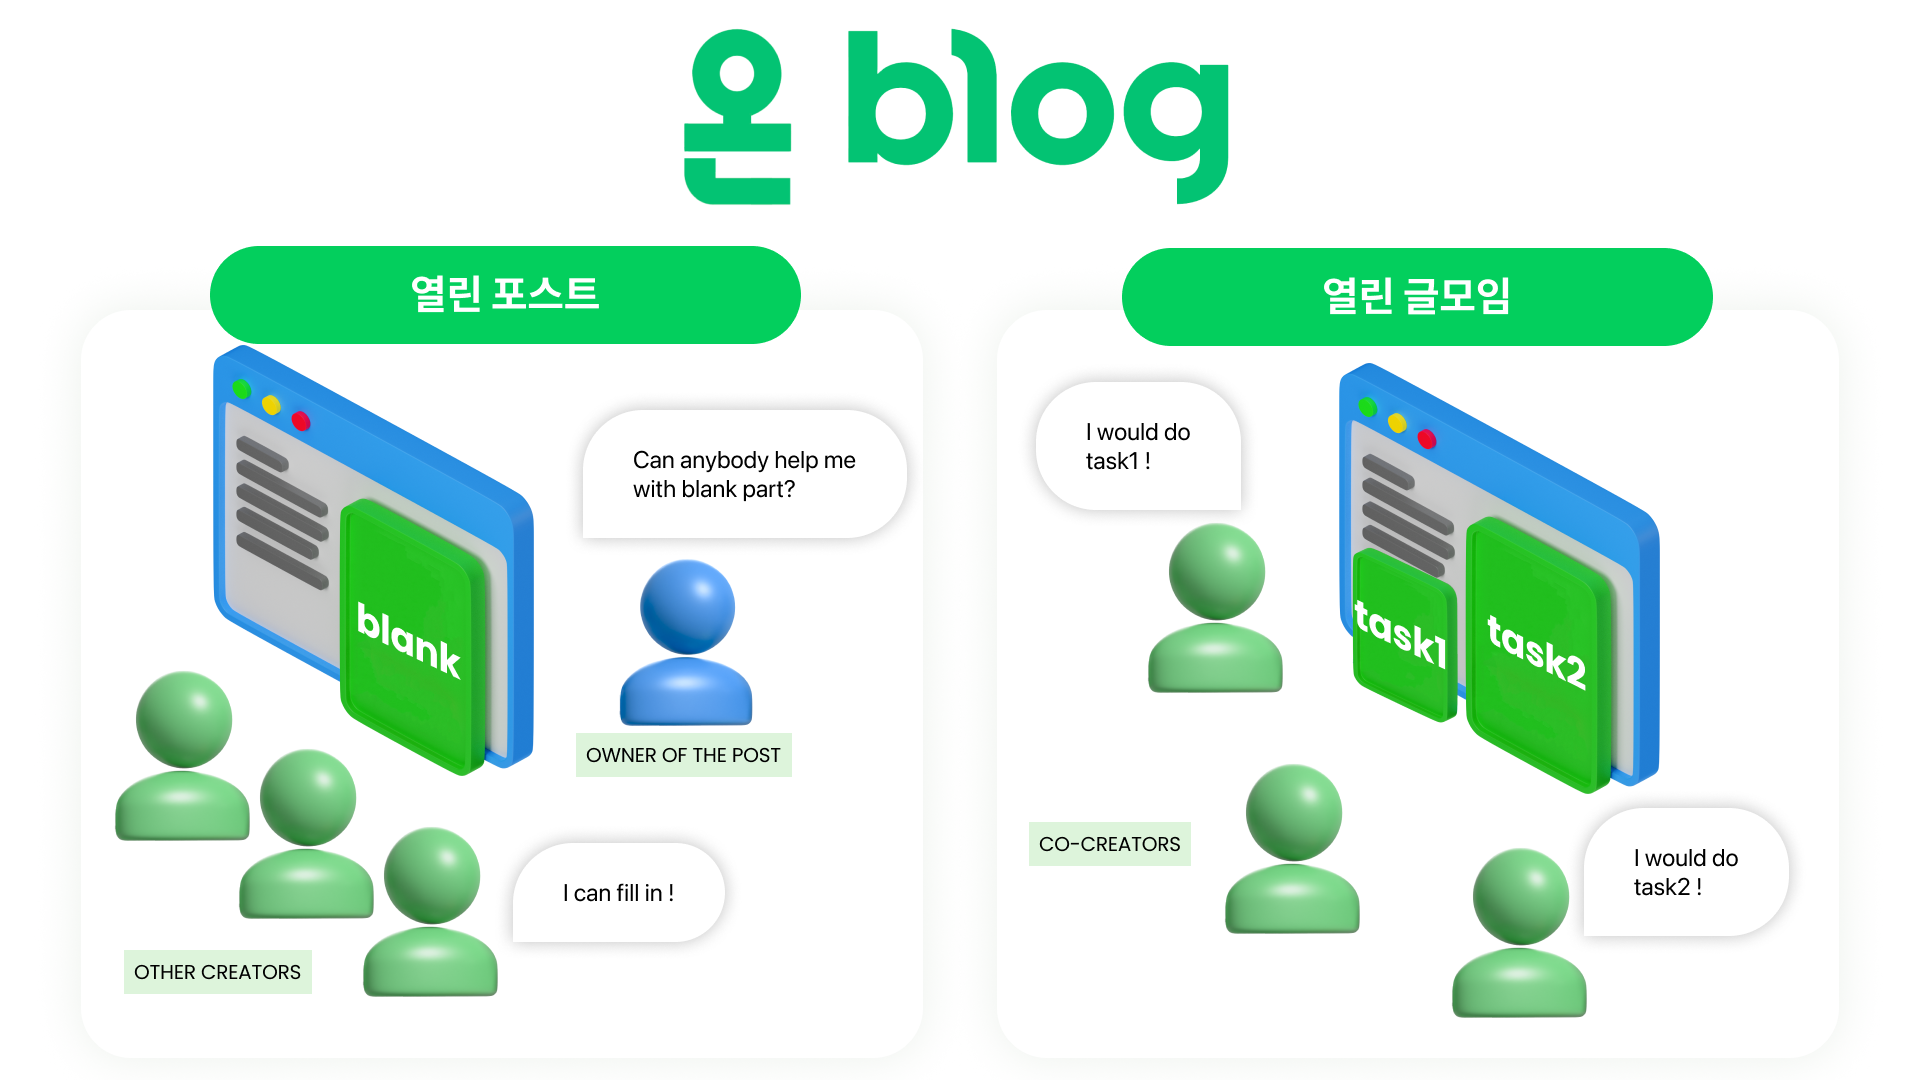 온 blog
열린 포스트
Can anybody help me
with blank part?
blank
OWNER OF THE POST
I can fill in !
OTHER CREATORS
열린 글모임
I would do
task1 !
task1
task2
CO-CREATORS
I would do
task2 !